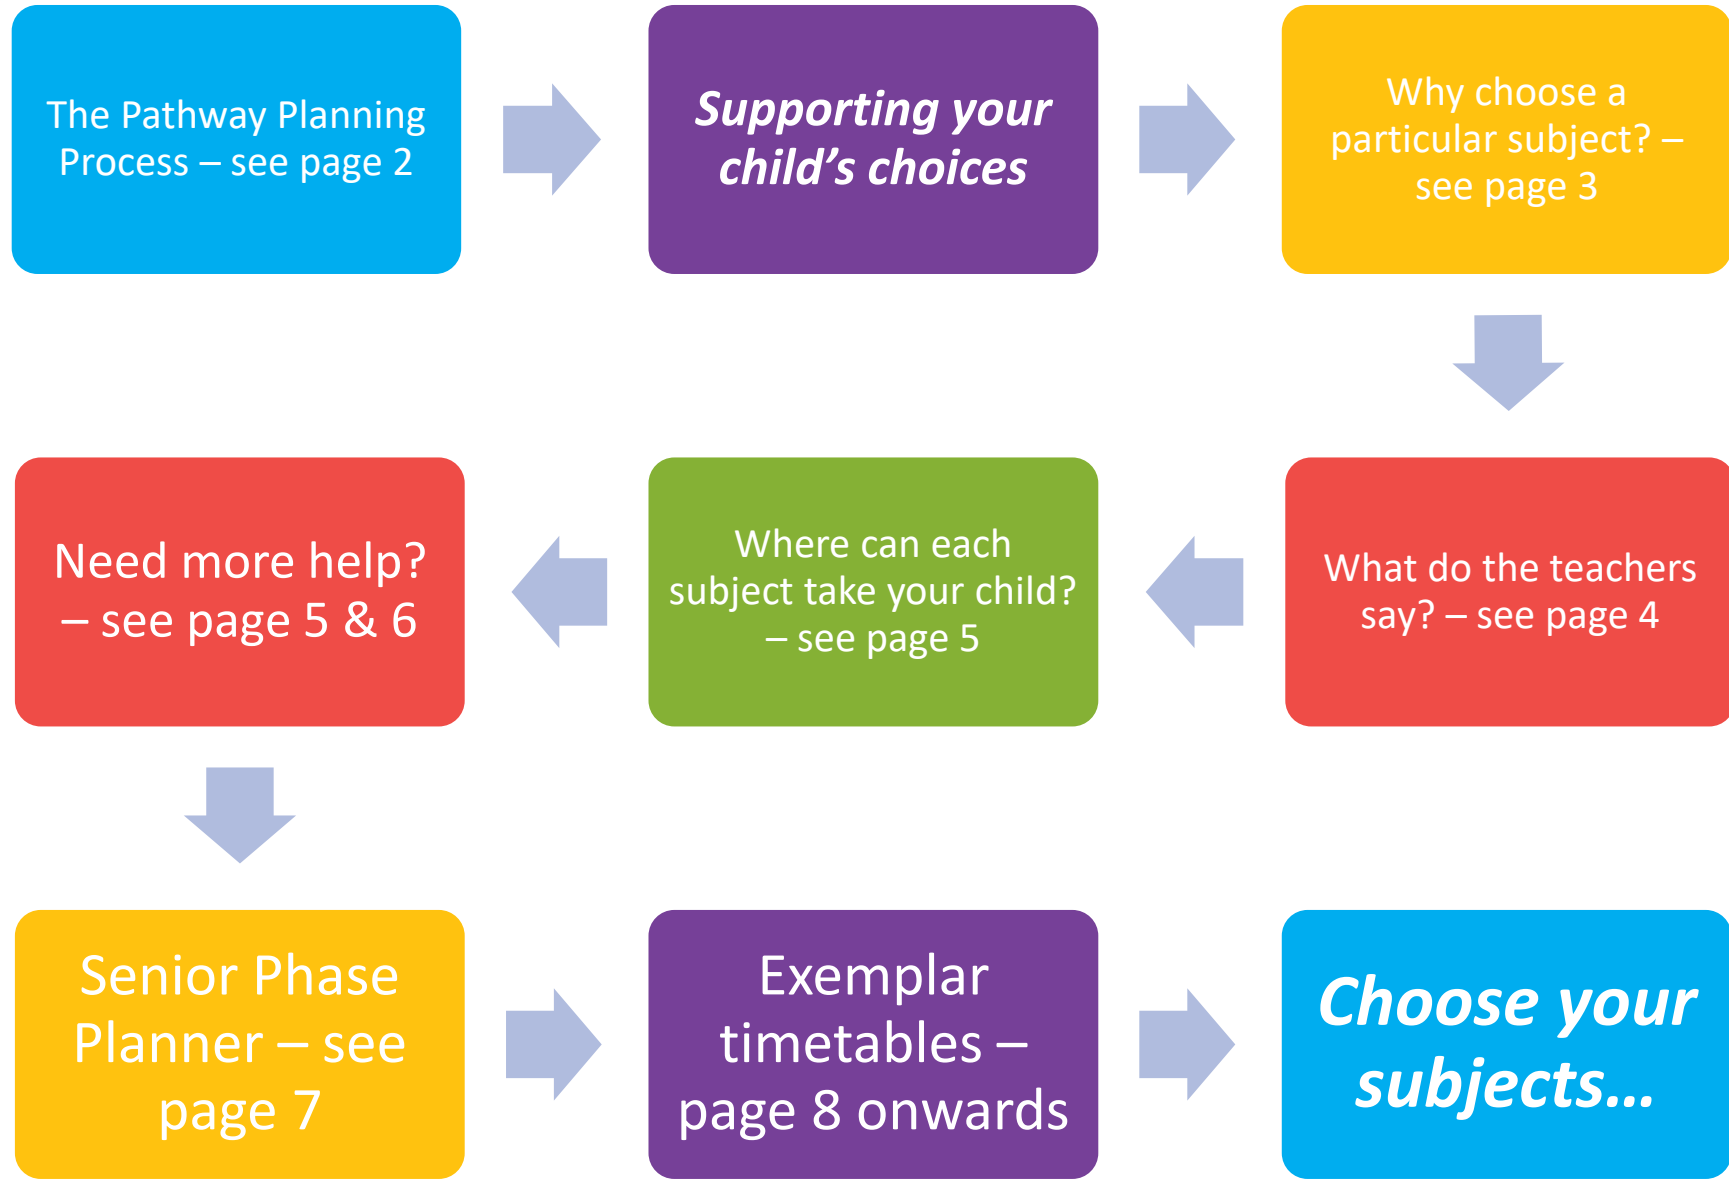 The Pathway Planning
Process – see page 2
Supporting your
child’s choices
Why choose a
particular subject? –
see page 3
What do the teachers
say? – see page 4
Where can each
subject take your child?
– see page 5
Need more help?
– see page 5 & 6
Senior Phase
Planner – see
page 7
Exemplar
timetables –
page 8 onwards
Choose your
subjects…